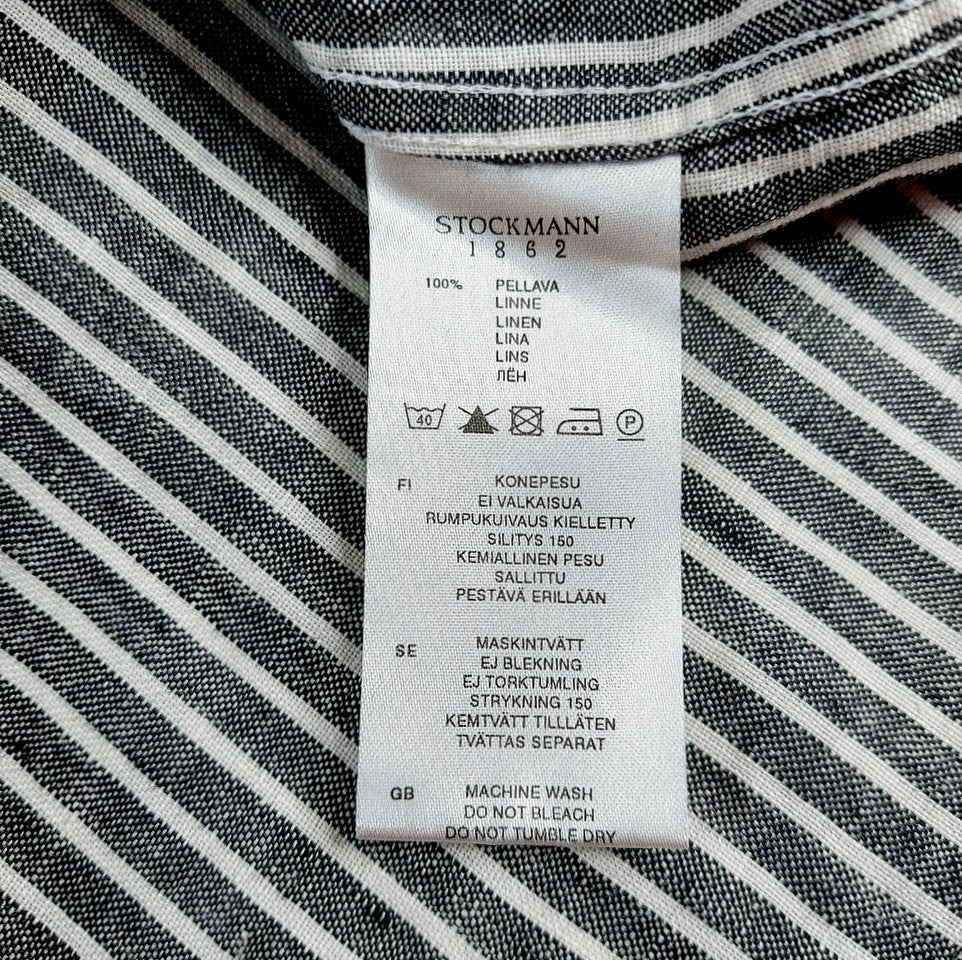 STOCKMANN
1862
100% PELLAVA
LINNE
LINEN
LINA
LINS
ЛЁН
40 P
FI KONEPESU
EI VALKAISUA
RUMPUKUIVAUS KIELLETTY
SILITYS 150
KEMIALLINEN PESU
SALLITTU
PESTÄVÄ ERILLÄÄN
SE MASKINTVÄTT
EJ BLEKNING
EJ TORKTUMLING
STRYKNING 150
KEMTVÄTT TILLLÄTEN
TVÄTTAS SEPARAT
GB MACHINE WASH
DO NOT BLEACH
DO NOT TUMBLE DRY